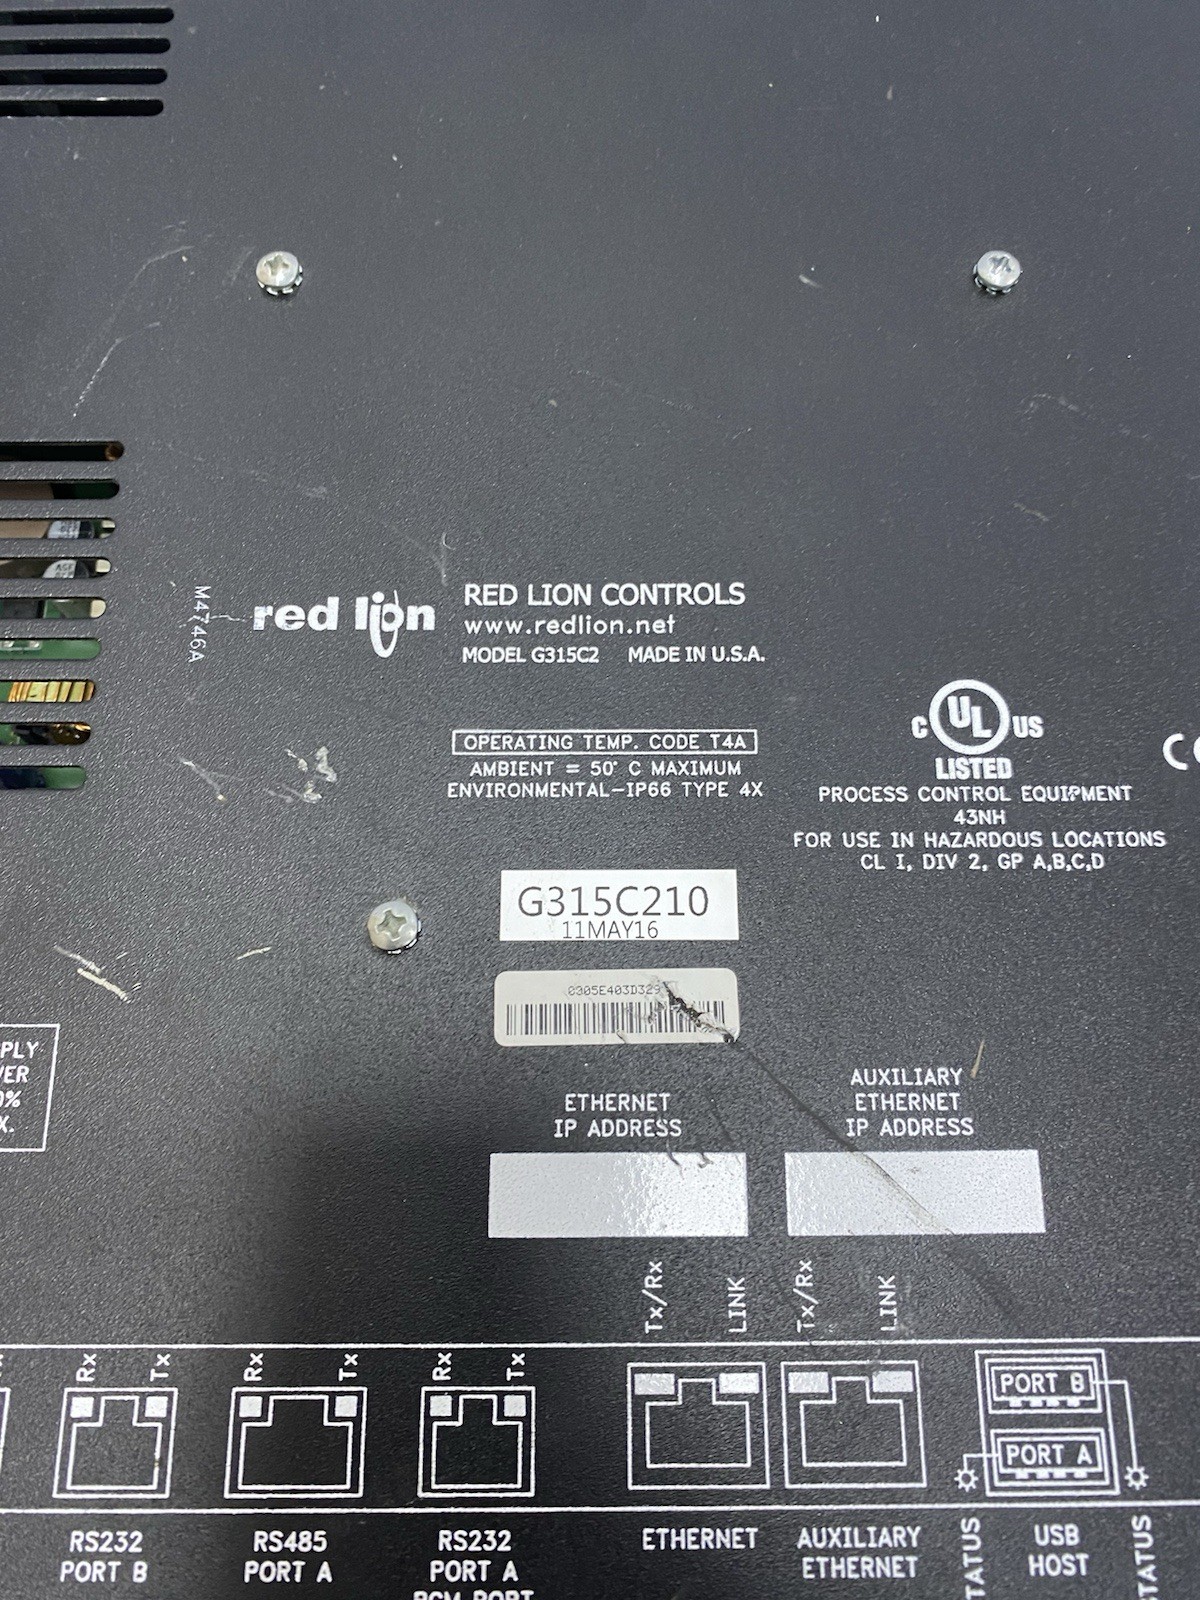 M4746A
red lion
RED LION CONTROLS
www.redlion.net
MODEL G315C2 MADE IN U.S.A.
OPERATING TEMP. CODE T4A
AMBIENT = 50° C MAXIMUM
ENVIRONMENTAL-IP66 TYPE 4X
C UL US
LISTED
PROCESS CONTROL EQUIPMENT
43NH
FOR USE IN HAZARDOUS LOCATIONS
CL I, DIV 2, GP A,B,C,D
CE
G315C210
11MAY16
ETHERNET
IP ADDRESS
AUXILIARY
ETHERNET
IP ADDRESS
Tx/Rx LINK Tx/Rx LINK
Rx Tx Rx Tx Rx Tx
PORT B
PORT A
RS232
PORT B
RS485
PORT A
RS232
PORT A
PGM PORT
ETHERNET
AUXILIARY
ETHERNET
STATUS
USB
HOST
STATUS